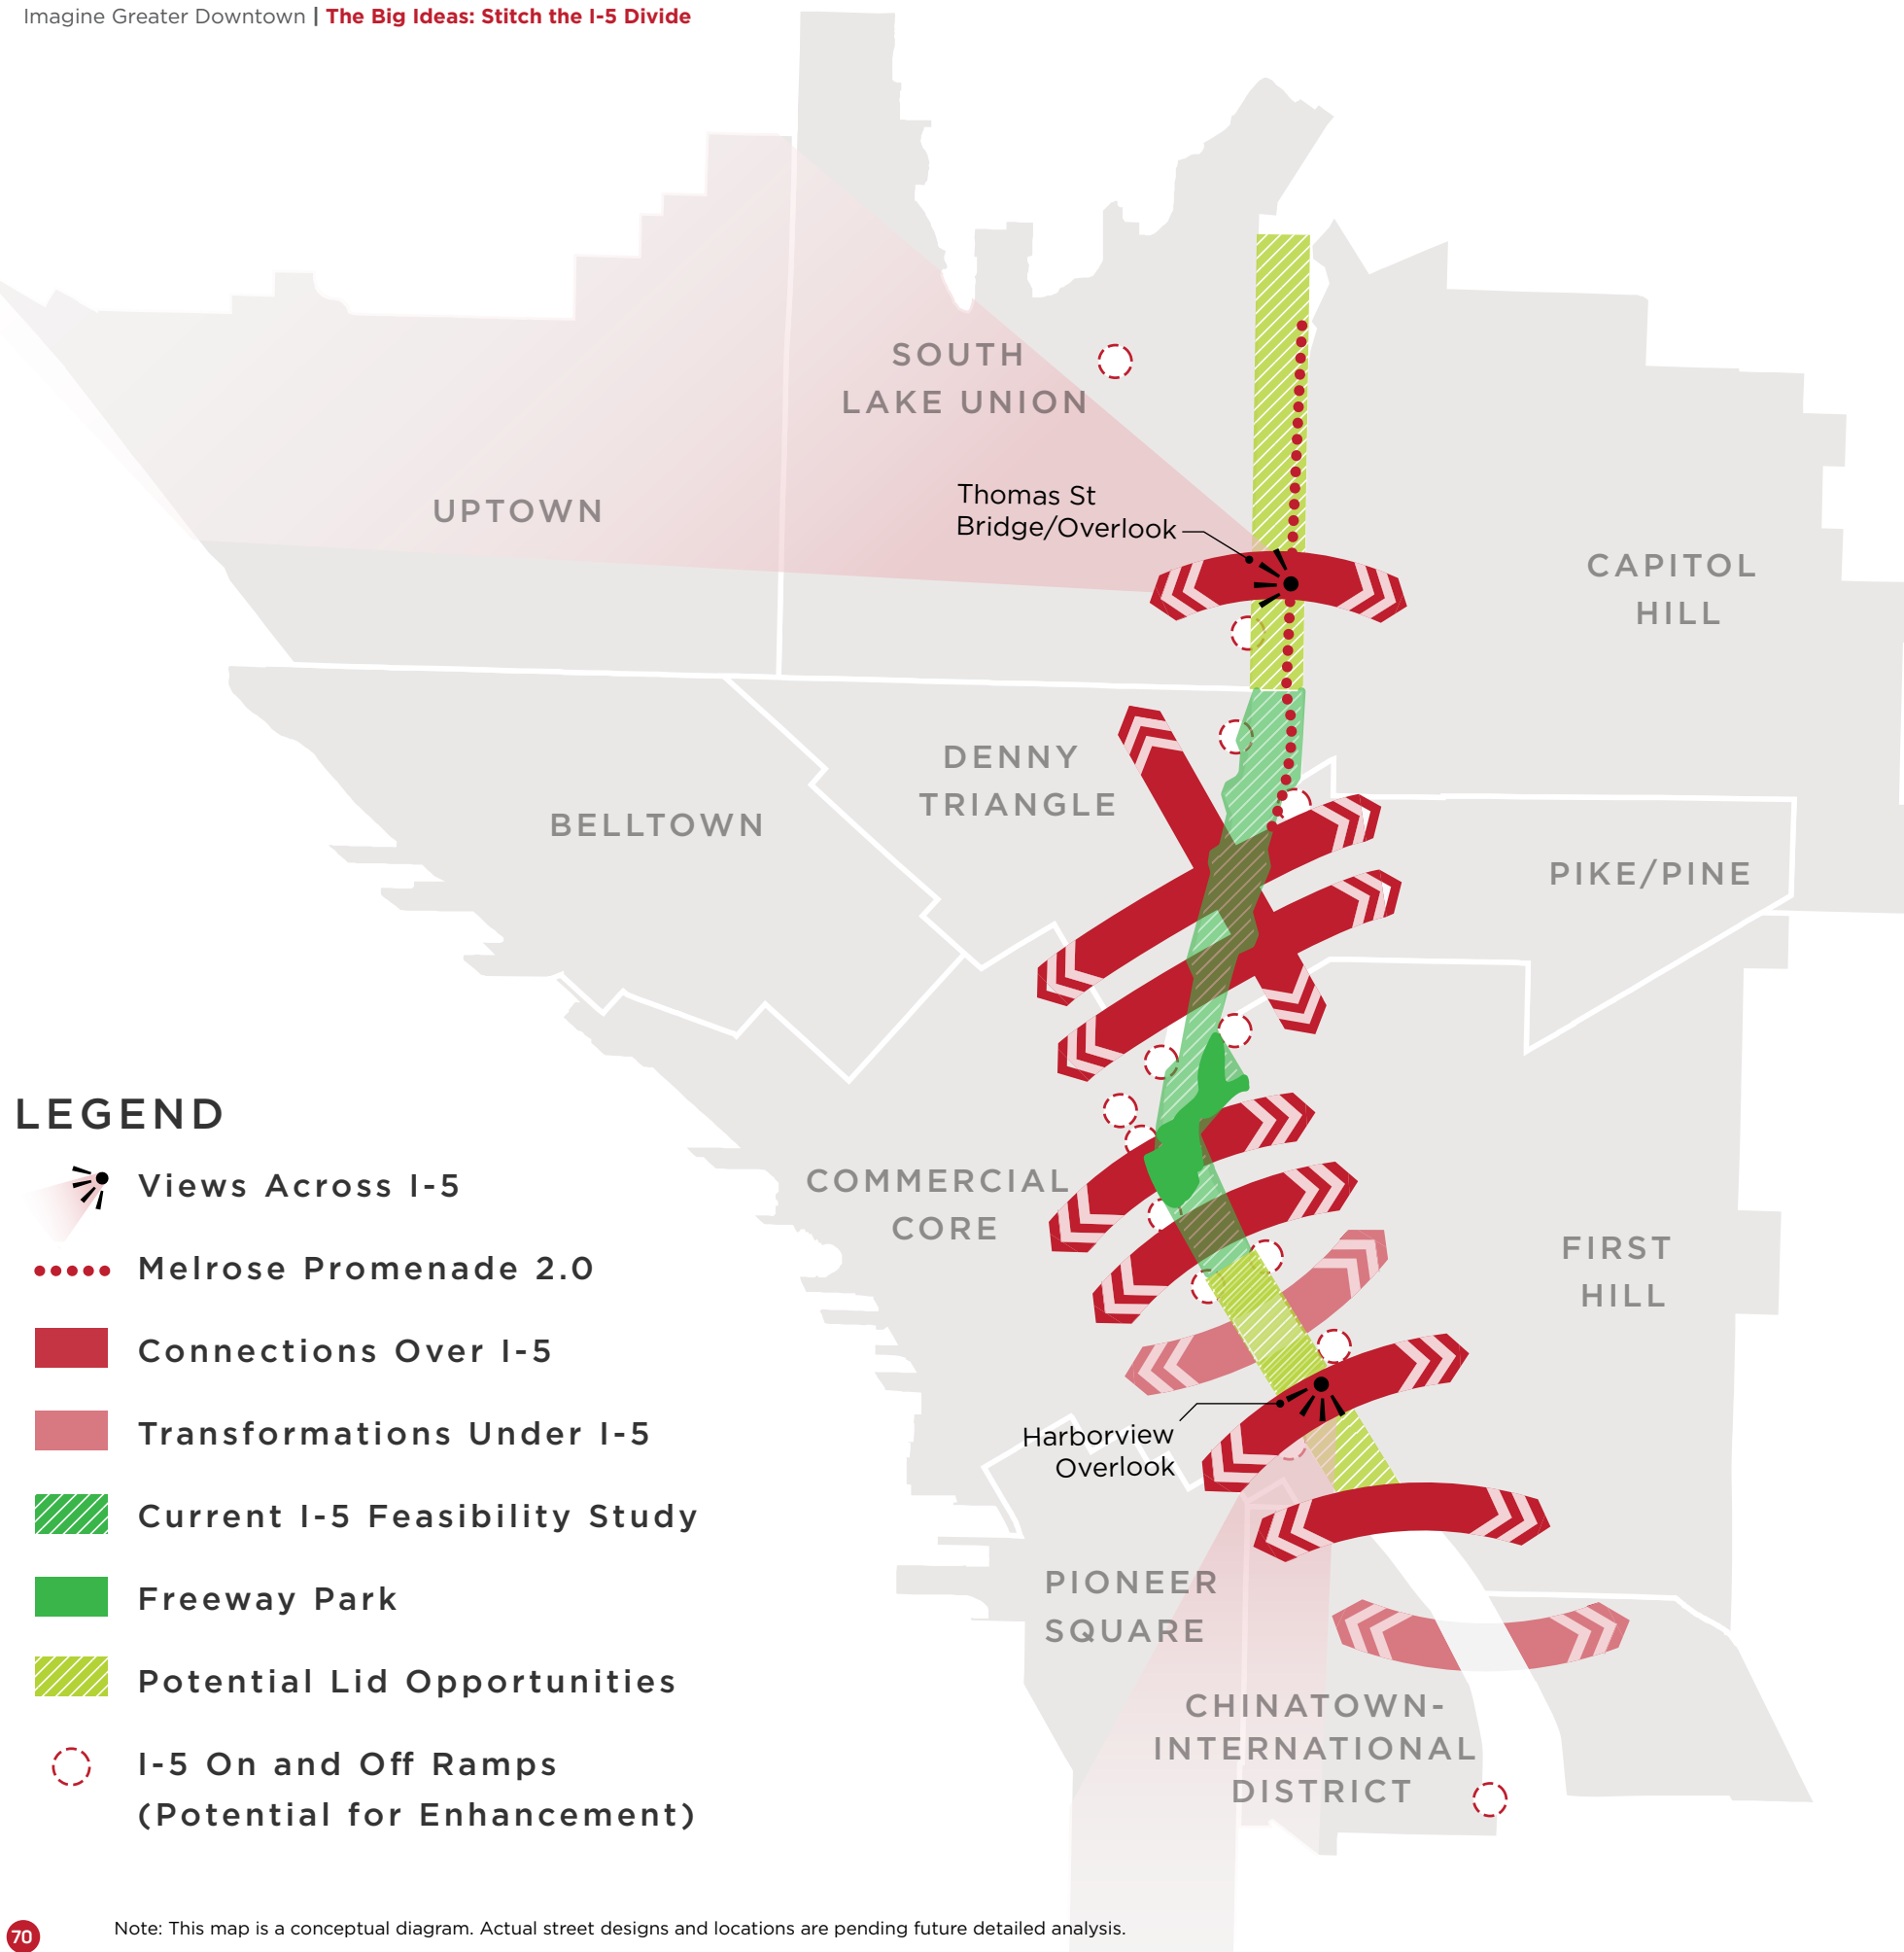 Imagine Greater Downtown | The Big Ideas: Stitch the I-5 Divide
SOUTH
LAKE UNION
Thomas St
Bridge/Overlook
UPTOWN
CAPITOL
HILL
DENNY
TRIANGLE
BELLTOWN
PIKE/PINE
COMMERCIAL
CORE
FIRST
HILL
Harborview
Overlook
PIONEER
SQUARE
CHINATOWN-
INTERNATIONAL
DISTRICT
LEGEND
Views Across I-5
Melrose Promenade 2.0
Connections Over I-5
Transformations Under I-5
Current I-5 Feasibility Study
Freeway Park
Potential Lid Opportunities
I-5 On and Off Ramps
(Potential for Enhancement)
70
Note: This map is a conceptual diagram. Actual street designs and locations are pending future detailed analysis.